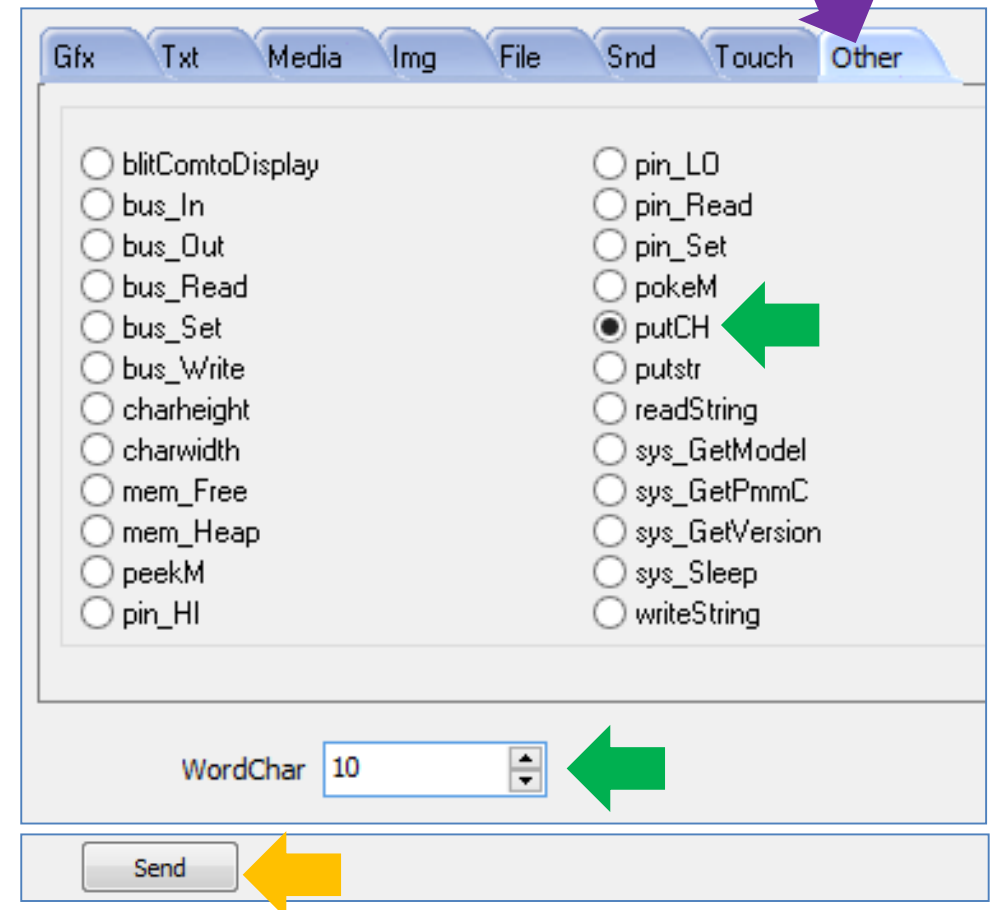 Gfx Txt Media Img File Snd Touch Other
blitComtoDisplay
bus_In
bus_Out
bus_Read
bus_Set
bus_Write
charheight
charwidth
mem_Free
mem_Heap
peekM
pin_HI
pin_LO
pin_Read
pin_Set
pokeM
putCH
putstr
readString
sys_GetModel
sys_GetPmmC
sys_GetVersion
sys_Sleep
writeString
WordChar 10
Send